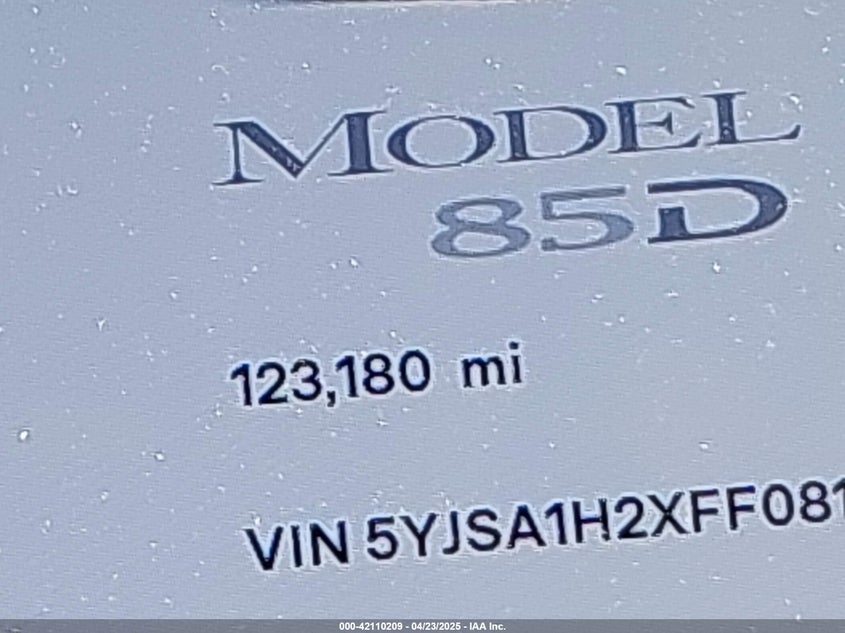 MODEL
85D
123,180 mi
VIN 5YJSA1H2XFF081
000-42110209 - 04/23/2025 - IAA Inc.